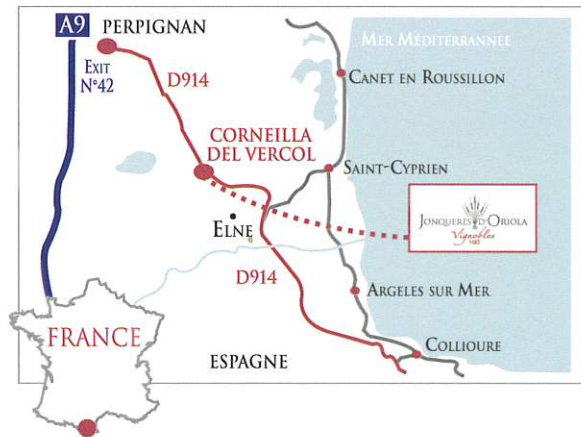 A9
PERPIGNAN
EXIT
N°42
D914
MER MÉDITERRANNÉE
CANET EN ROUSSILLON
CORNEILLA
DEL VERCOL
SAINT-CYPRIEN
JONQUERES D'ORIOLA
Vignobles
1485
ELNE
D914
ARGELES SUR MER
FRANCE
ESPAGNE
COLLIOURE